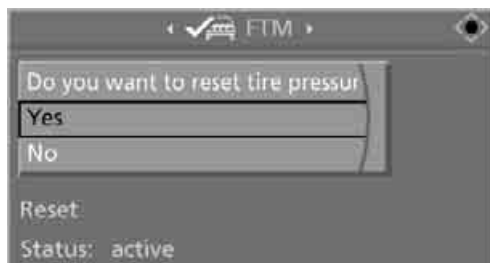 FTM
Do you want to reset tire pressur
Yes
No
Reset
Status: active